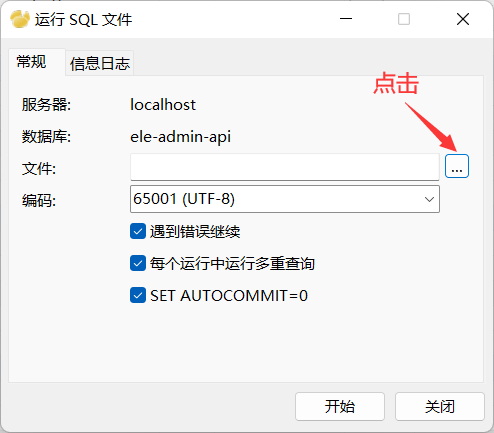 运行 SQL 文件
常规
信息日志
点击
服务器:
localhost
数据库:
ele-admin-api
文件:
...
编码:
65001 (UTF-8)
遇到错误继续
每个运行中运行多重查询
SET AUTOCOMMIT=0
开始
关闭